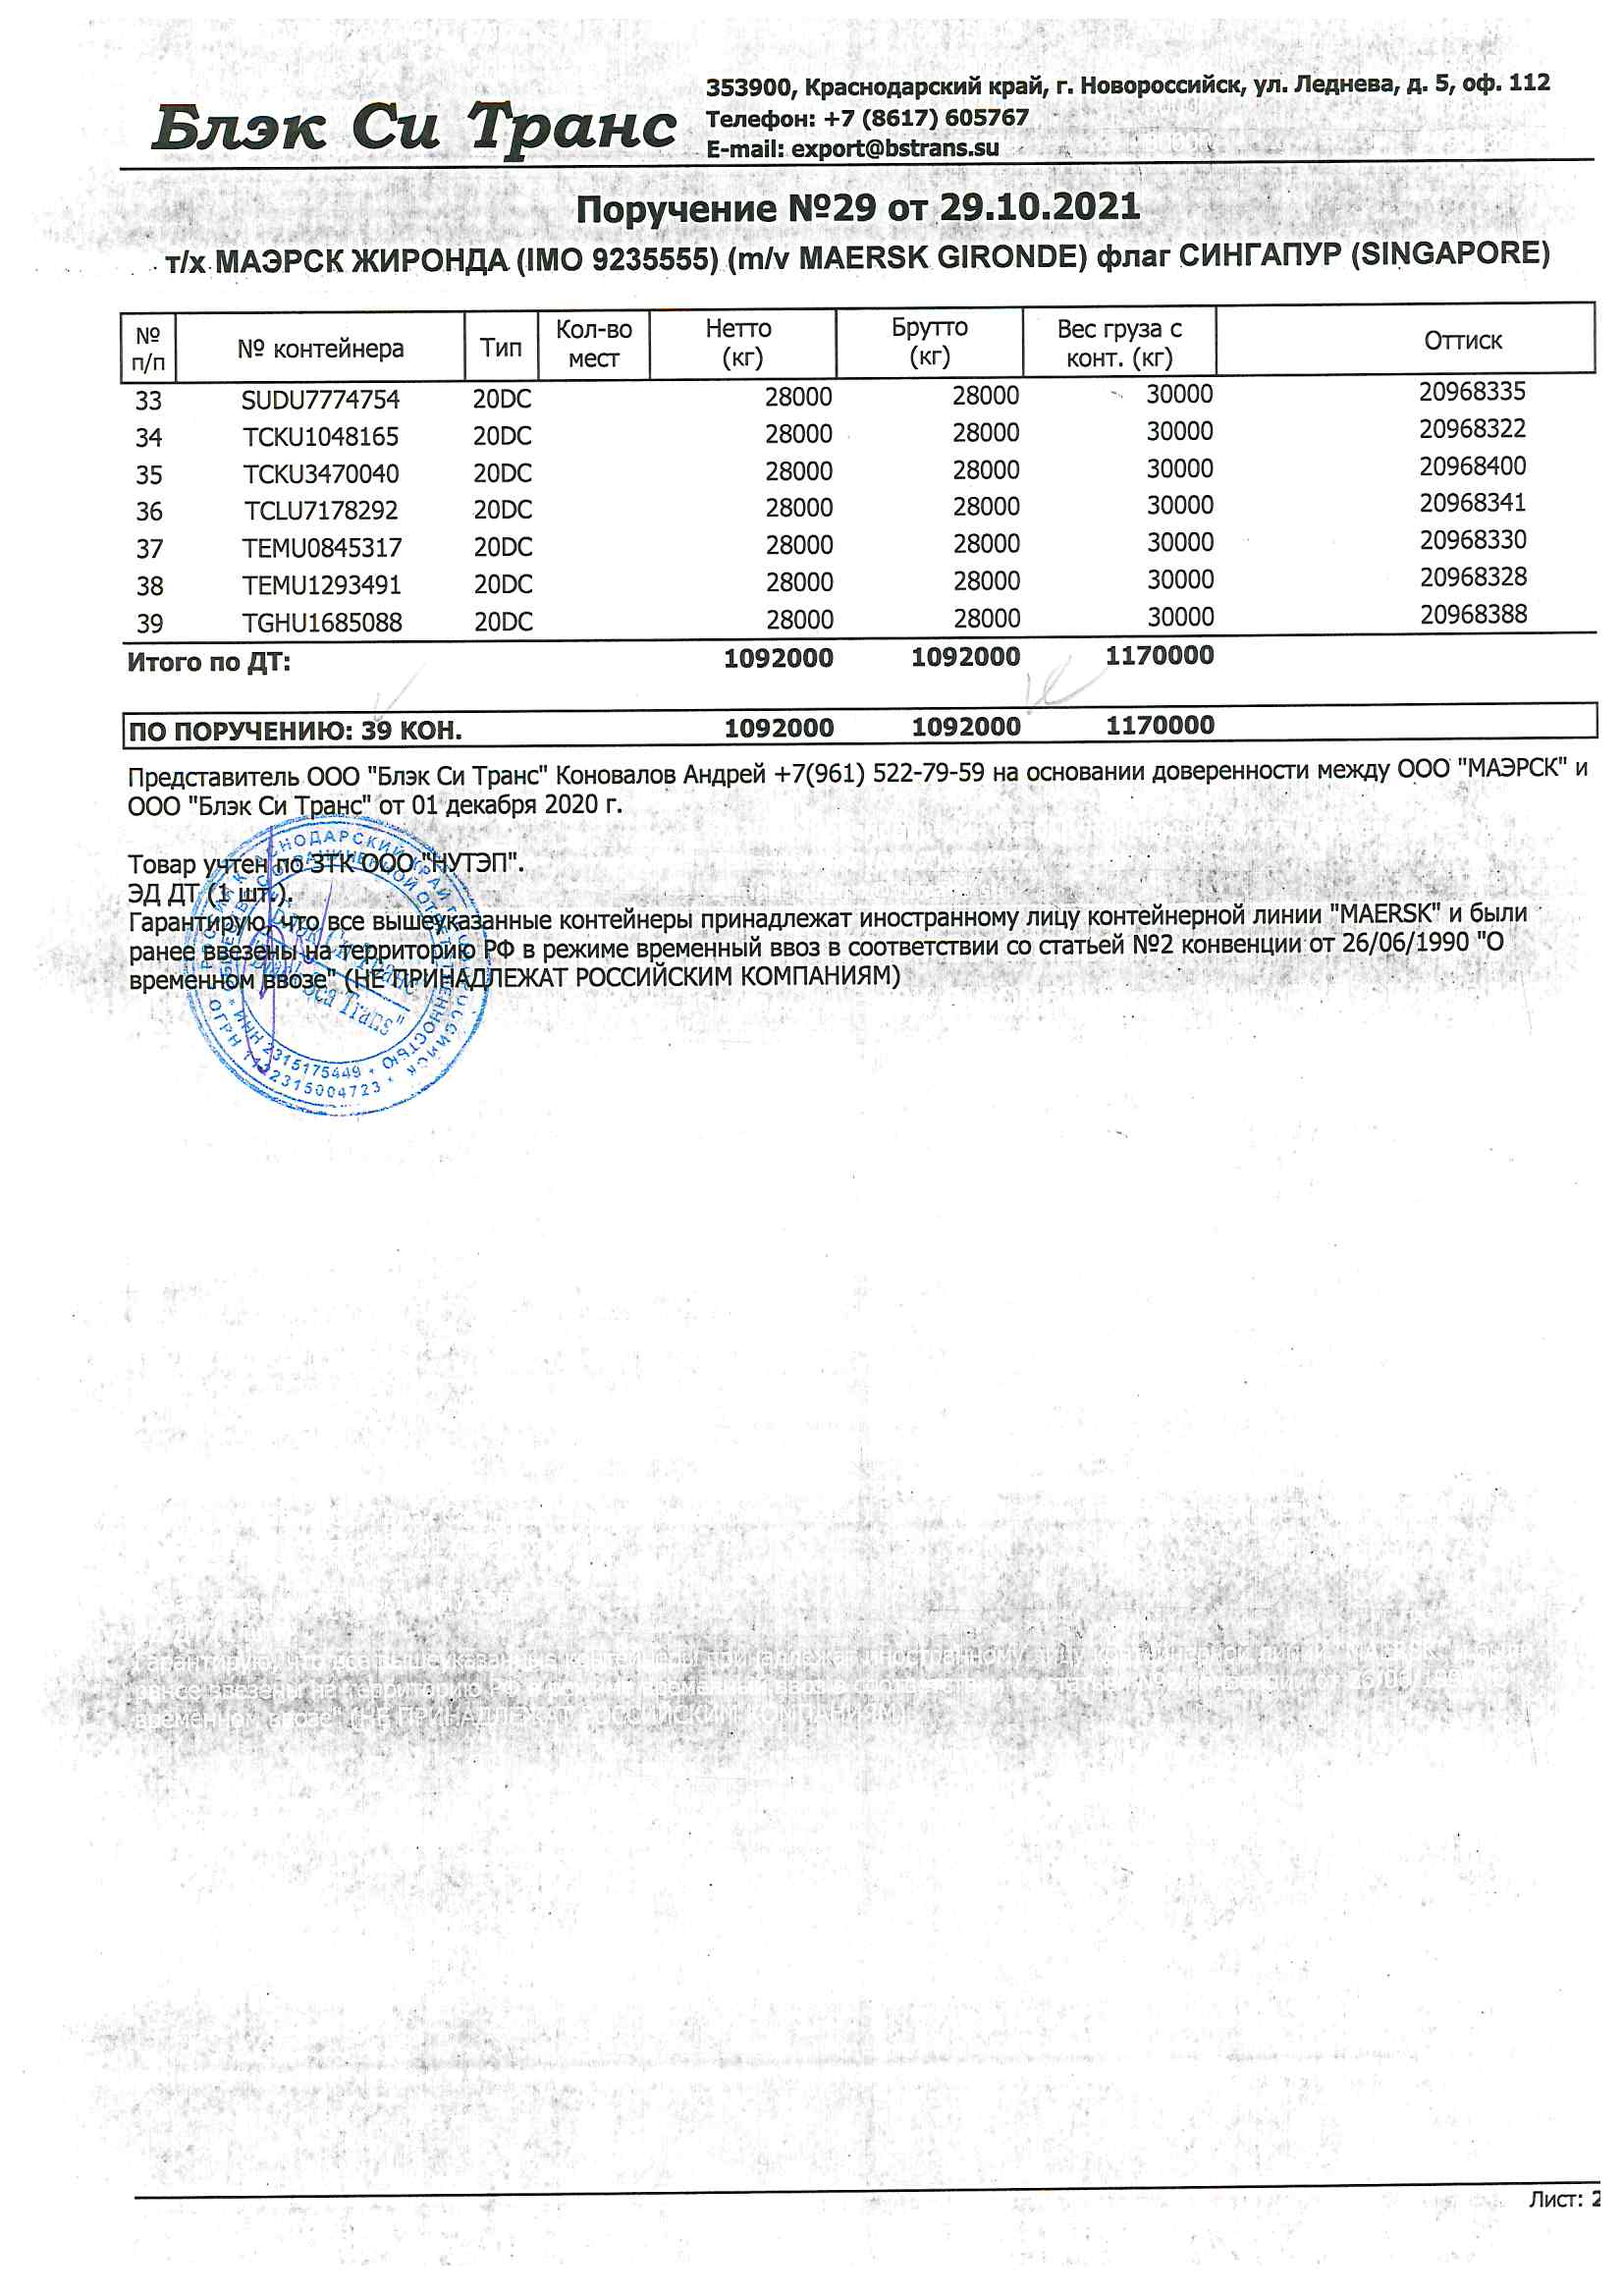 Блэк Си Транс
353900, Краснодарский край, г. Новороссийск, ул. Леднева, д. 5, оф. 112
Телефон: +7 (8617) 605767
E-mail: export@bstrans.su
Поручение №29 от 29.10.2021
т/х МАЭРСК ЖИРОНДА (IMO 9235555) (m/v MAERSK GIRONDE) флаг СИНГАПУР (SINGAPORE)
№ п/п № контейнера Тип Кол-во мест Нетто (кг) Брутто (кг) Вес груза с конт. (кг) Оттиск
33 SUDU7774754 20DC 28000 28000 30000 20968335
34 TCKU1048165 20DC 28000 28000 30000 20968322
35 TCKU3470040 20DC 28000 28000 30000 20968400
36 TCLU7178292 20DC 28000 28000 30000 20968341
37 TEMU0845317 20DC 28000 28000 30000 20968330
38 TEMU1293491 20DC 28000 28000 30000 20968328
39 TGHU1685088 20DC 28000 28000 30000 20968388
Итого по ДТ: 1092000 1092000 1170000
ПО ПОРУЧЕНИЮ: 39 КОН. 1092000 1092000 1170000
Представитель ООО "Блэк Си Транс" Коновалов Андрей +7(961) 522-79-59 на основании доверенности между ООО "МАЭРСК" и
ООО "Блэк Си Транс" от 01 декабря 2020 г.
Товар учтен по ЗТК ООО "НУТЭП".
ЭД ДТ (1 шт.).
Гарантирую, что все вышеуказанные контейнеры принадлежат иностранному лицу контейнерной линии "MAERSK" и были
ранее ввезены на территорию РФ в режиме временный ввоз в соответствии со статьей №2 конвенции от 26/06/1990 "О
временном ввозе" (НЕ ПРИНАДЛЕЖАТ РОССИЙСКИМ КОМПАНИЯМ)
ИНН 2315175449
Лист: 2